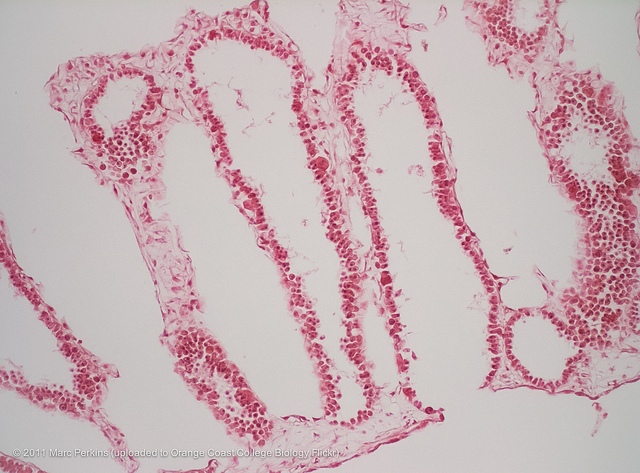 © 2011 Marc Perkins (uploaded to Orange Coast College Biology Flickr)